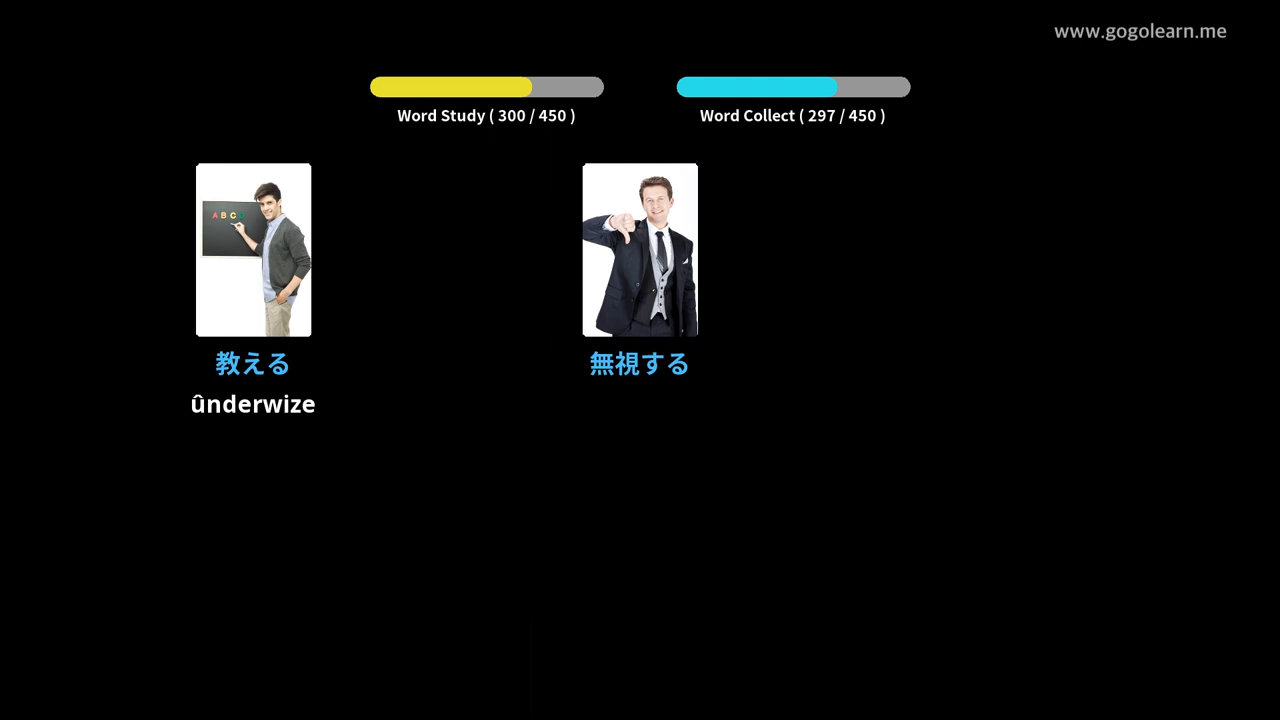 www.gogolearn.me
Word Study ( 300 / 450 )
Word Collect ( 297 / 450 )
A B C D
教える
無視する
ûnderwize